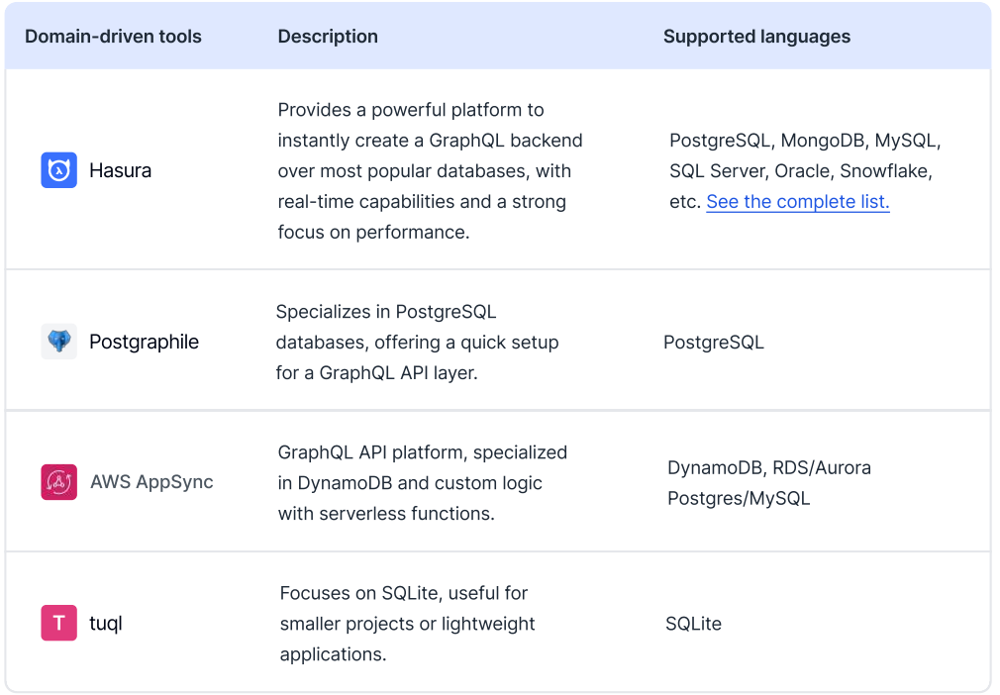 Domain-driven tools
Description
Supported languages
Hasura
Provides a powerful platform to
instantly create a GraphQL backend
over most popular databases, with
real-time capabilities and a strong
focus on performance.
PostgreSQL, MongoDB, MySQL,
SQL Server, Oracle, Snowflake,
etc. See the complete list.
Postgraphile
Specializes in PostgreSQL
databases, offering a quick setup
for a GraphQL API layer.
PostgreSQL
AWS AppSync
GraphQL API platform, specialized
in DynamoDB and custom logic
with serverless functions.
DynamoDB, RDS/Aurora
Postgres/MySQL
T
tuql
Focuses on SQLite, useful for
smaller projects or lightweight
applications.
SQLite